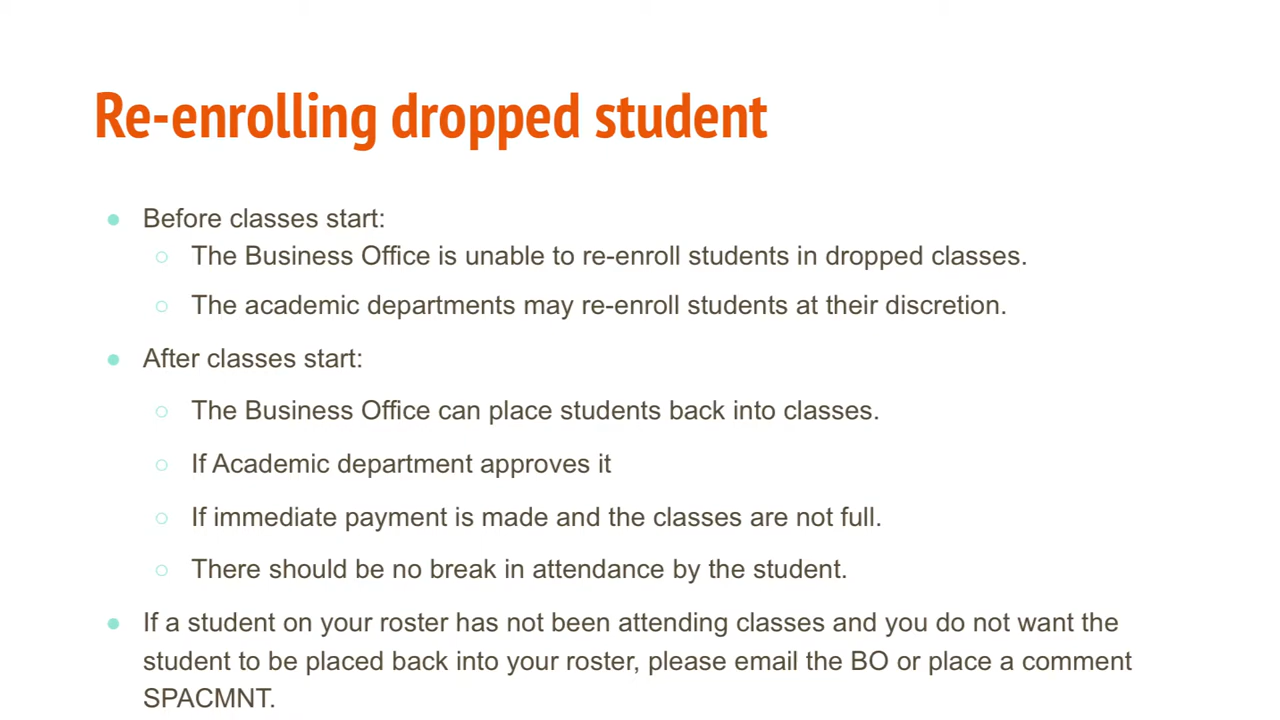 Re-enrolling dropped student
● Before classes start:
○ The Business Office is unable to re-enroll students in dropped classes.
○ The academic departments may re-enroll students at their discretion.
● After classes start:
○ The Business Office can place students back into classes.
○ If Academic department approves it
○ If immediate payment is made and the classes are not full.
○ There should be no break in attendance by the student.
● If a student on your roster has not been attending classes and you do not want the
student to be placed back into your roster, please email the BO or place a comment
SPACMNT.